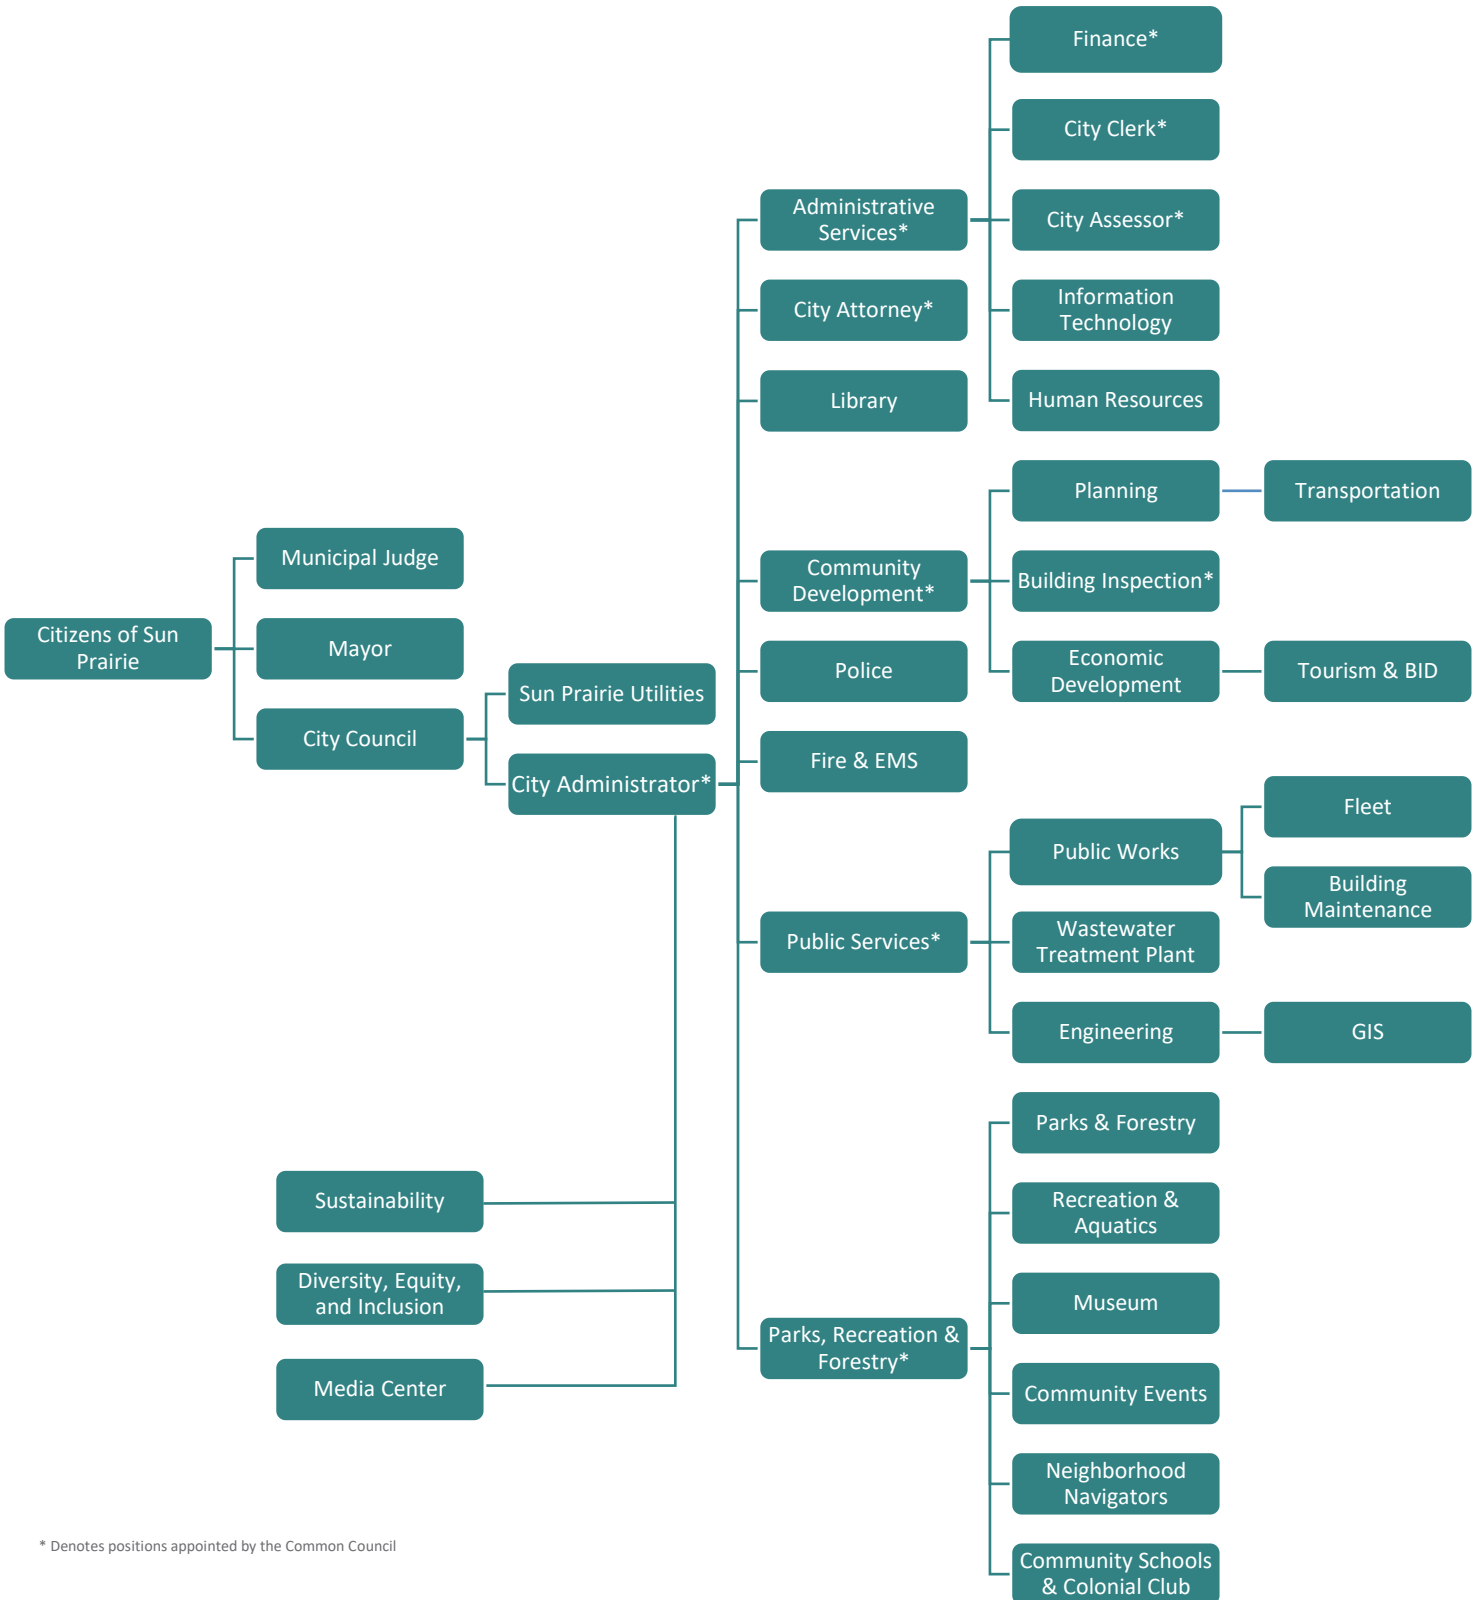 Citizens of Sun
Prairie
Municipal Judge
Mayor
City Council
Sun Prairie Utilities
City Administrator*
Administrative
Services*
Finance*
City Clerk*
City Assessor*
Information
Technology
Human Resources
City Attorney*
Library
Community
Development*
Planning
Transportation
Building Inspection*
Economic
Development
Tourism & BID
Police
Fire & EMS
Public Services*
Public Works
Fleet
Building
Maintenance
Wastewater
Treatment Plant
Engineering
GIS
Parks, Recreation &
Forestry*
Parks & Forestry
Recreation &
Aquatics
Museum
Community Events
Neighborhood
Navigators
Community Schools
& Colonial Club
Sustainability
Diversity, Equity,
and Inclusion
Media Center
* Denotes positions appointed by the Common Council